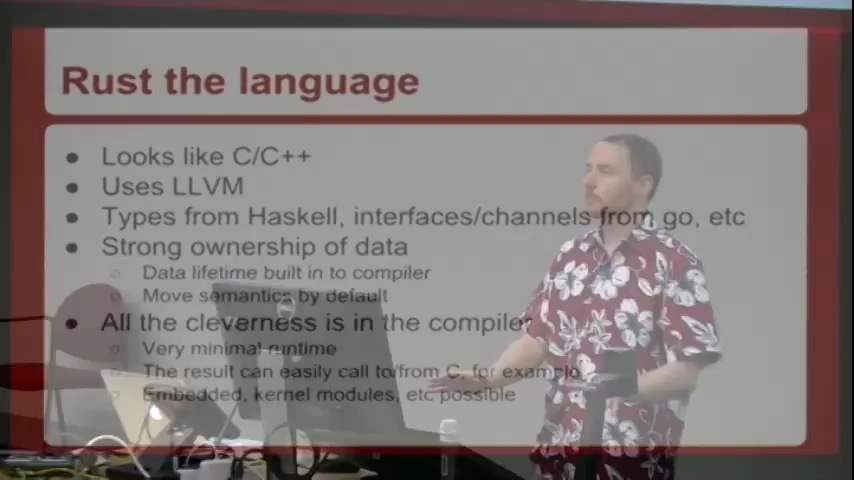 Rust the language
Looks like C/C++
Uses LLVM
Types from Haskell, interfaces/channels from go, etc
Strong ownership of data
Data lifetime built in to compiler
Move semantics by default
All the cleverness is in the compiler
Very minimal runtime
The result can easily call to/from C, for example
Embedded, kernel modules, etc possible